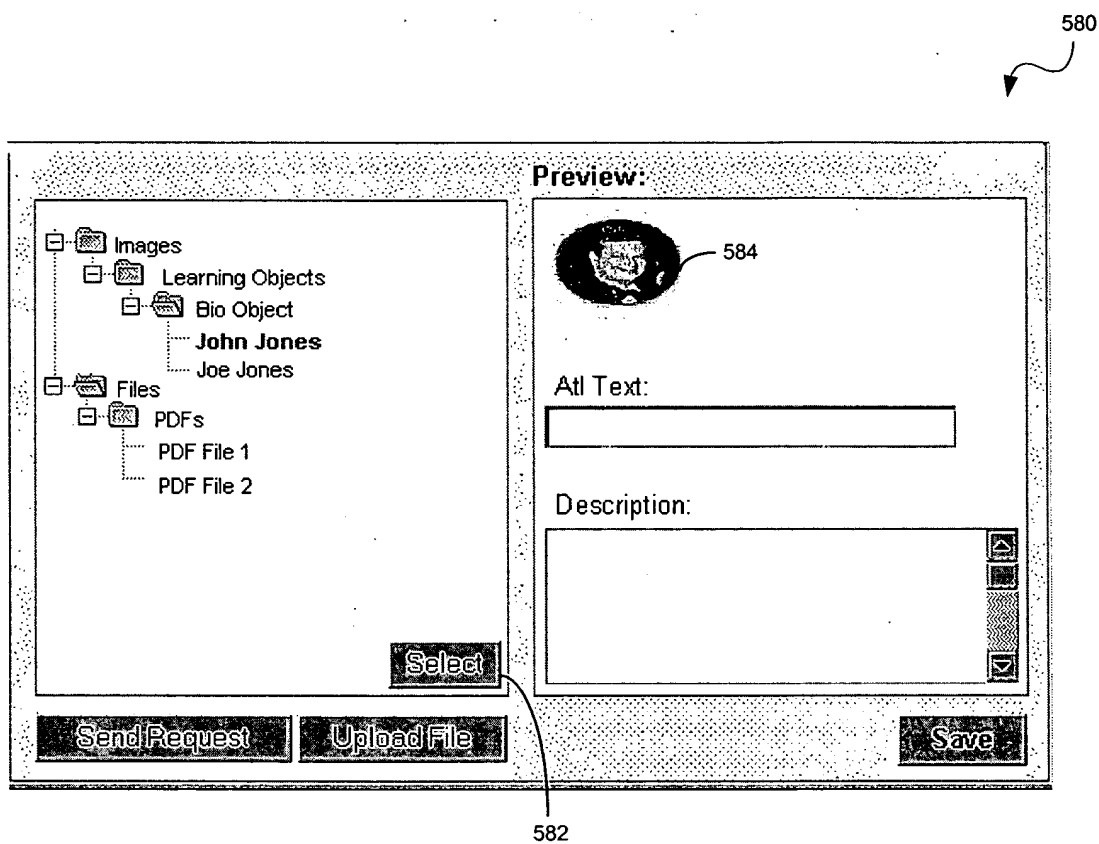 580
Preview:
Images
Learning Objects
Bio Object
John Jones
Joe Jones
Files
PDFs
PDF File 1
PDF File 2
Select
Send Request
Upload File
584
Atl Text:
Description:
Save
582